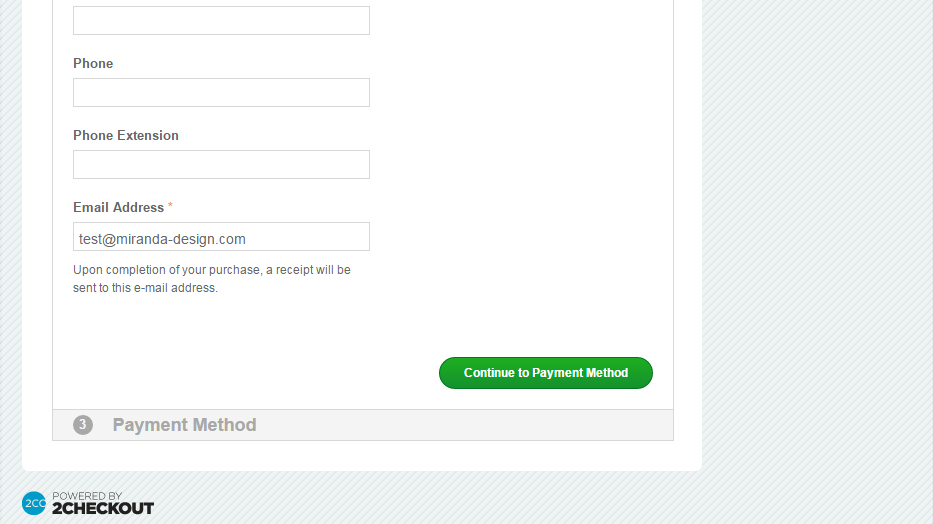 Phone
Phone Extension
Email Address *
test@miranda-design.com
Upon completion of your purchase, a receipt will be
sent to this e-mail address.
Continue to Payment Method
3 Payment Method
2CO POWERED BY
2CHECKOUT